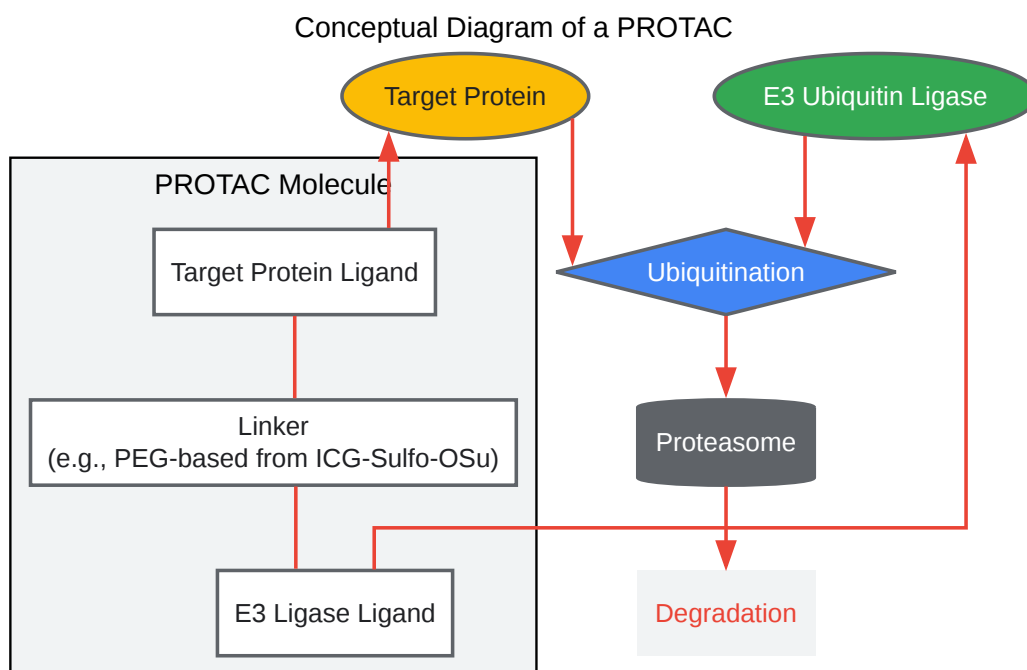 Conceptual Diagram of a PROTAC
Target Protein
E3 Ubiquitin Ligase
PROTAC Molecule
Target Protein Ligand
Ubiquitination
Linker
(e.g., PEG-based from ICG-Sulfo-OSu)
Proteasome
E3 Ligase Ligand
Degradation